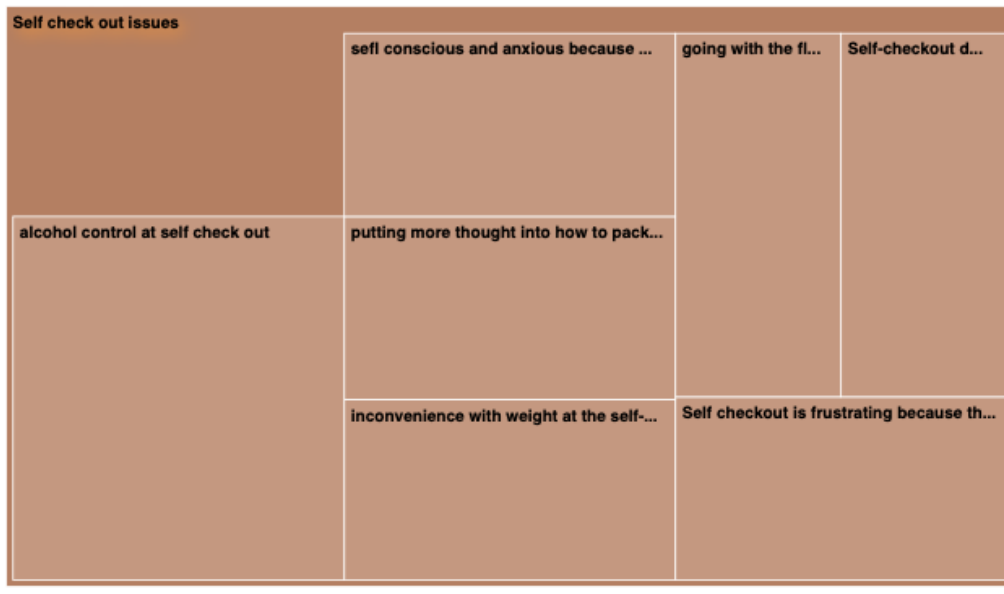 Self check out issues
sefl conscious and anxious because ...
going with the fl...
Self-checkout d...
alcohol control at self check out
putting more thought into how to pack...
inconvenience with weight at the self-...
Self checkout is frustrating because th...